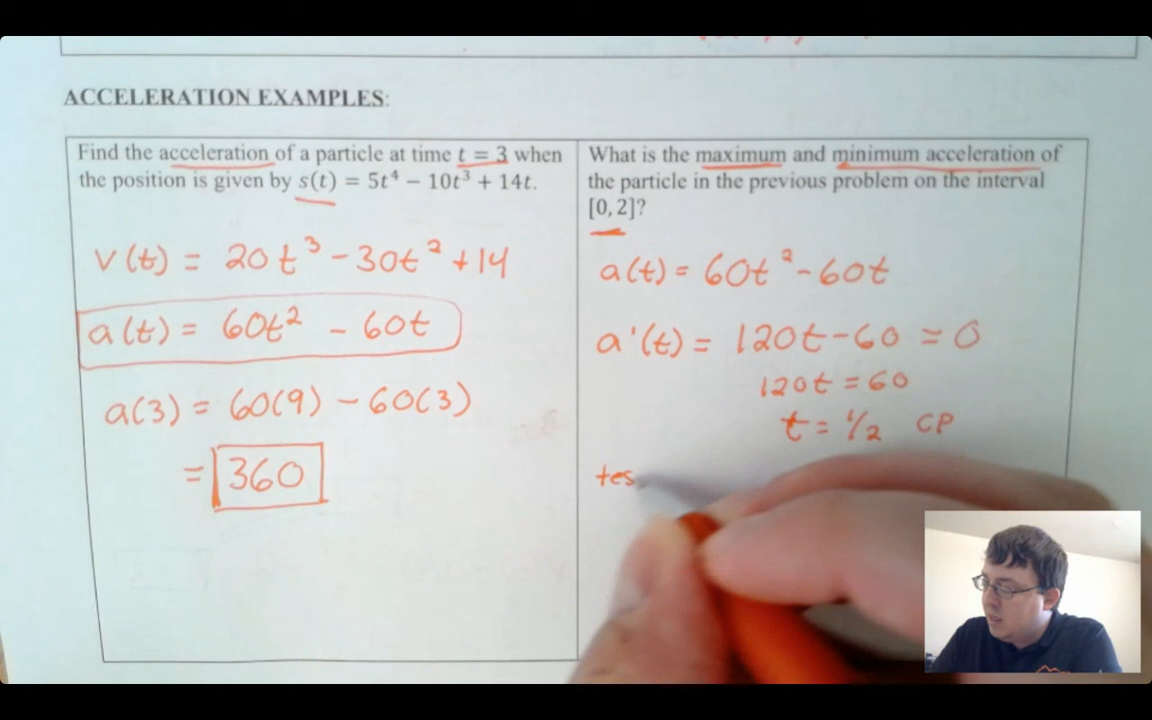 ACCELERATION EXAMPLES:
Find the acceleration of a particle at time t = 3 when
the position is given by s(t) = 5t⁴ − 10t³ + 14t.
v(t) = 20t³ - 30t² + 14
a(t) = 60t² - 60t
a(3) = 60(9) - 60(3)
= 360
What is the maximum and minimum acceleration of
the particle in the previous problem on the interval
[0, 2]?
a(t) = 60t² - 60t
a'(t) = 120t - 60 = 0
120t = 60
t = 1/2 CP
tes